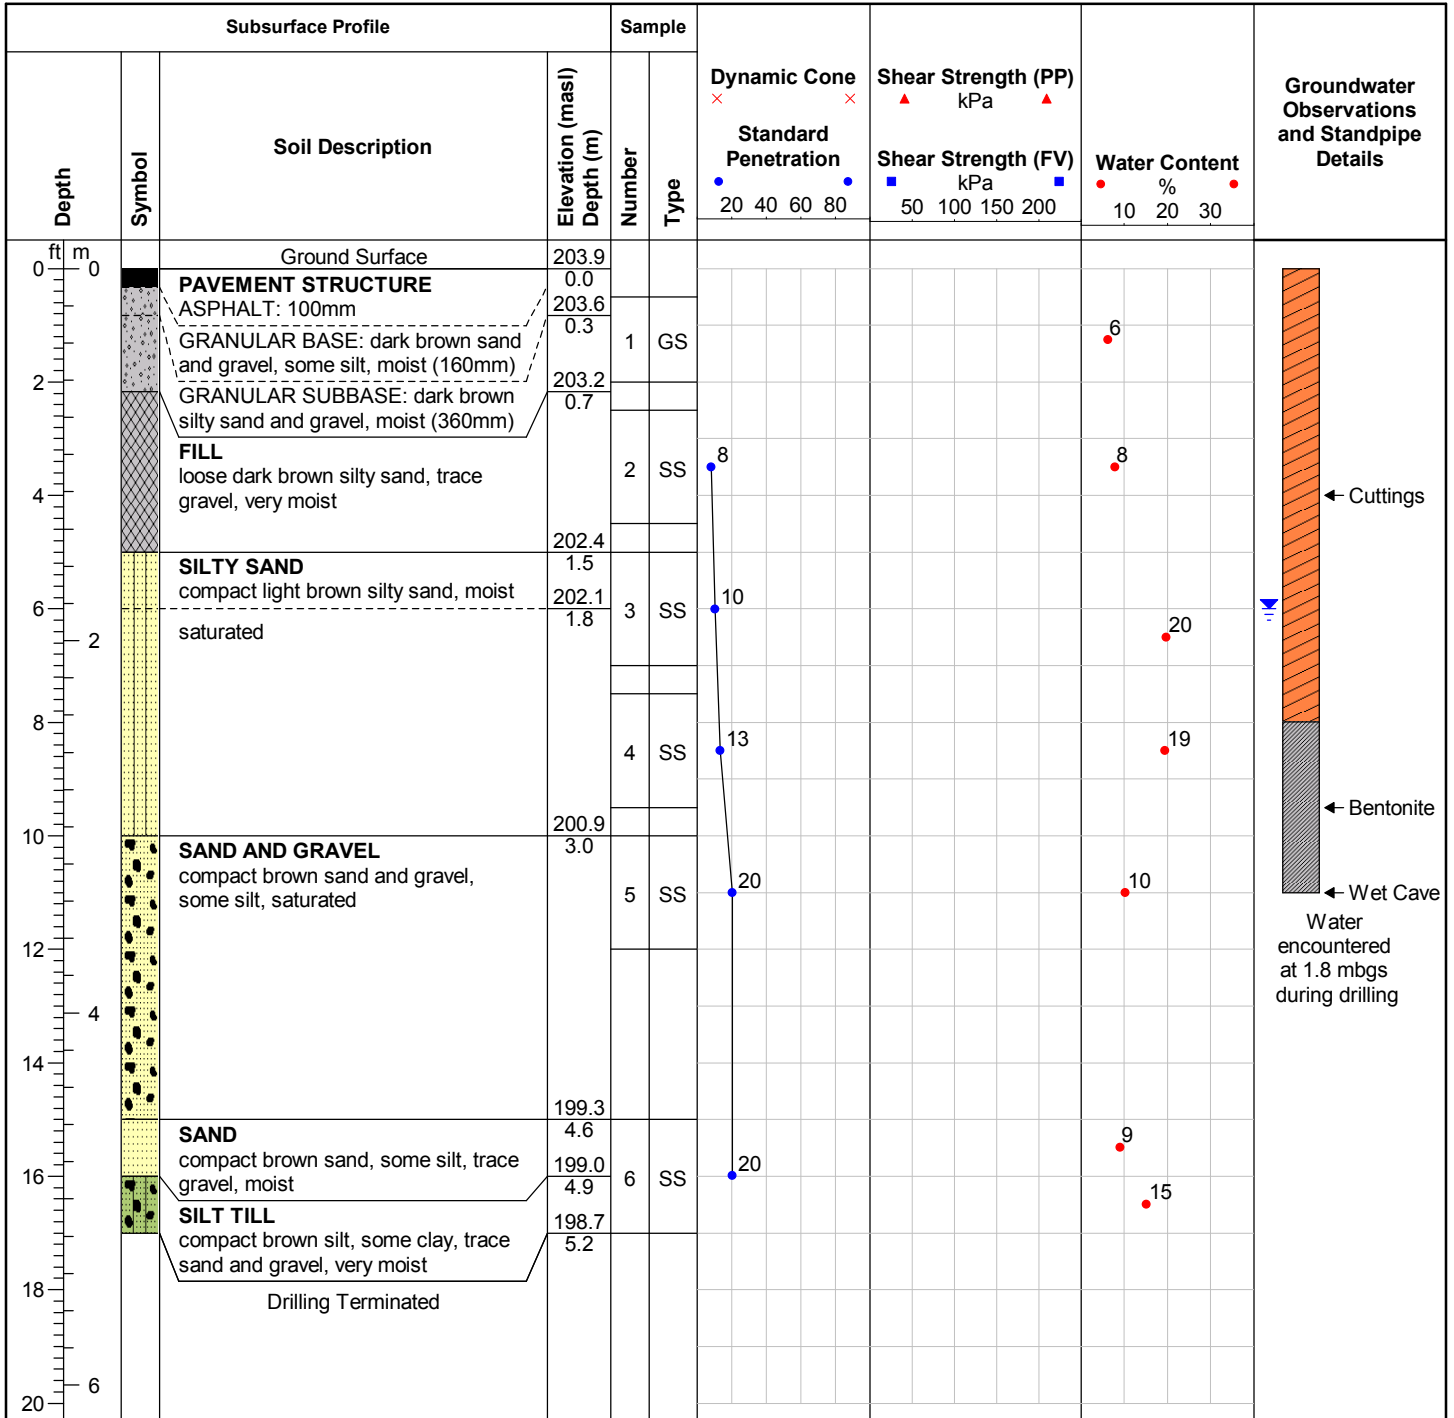 Subsurface Profile
Sample
Depth
Symbol
Soil Description
Elevation (masl)
Depth (m)
Number
Type
Dynamic Cone
Standard
Penetration
20 40 60 80
Shear Strength (PP)
kPa
Shear Strength (FV)
kPa
50 100 150 200
Water Content
%
10 20 30
Groundwater
Observations
and Standpipe
Details
ft m
0 0
2
4
6
2
8
10
12
4
14
16
18
6
20
Ground Surface
203.9
0.0
PAVEMENT STRUCTURE
ASPHALT: 100mm
203.6
0.3
GRANULAR BASE: dark brown sand
and gravel, some silt, moist (160mm)
203.2
0.7
GRANULAR SUBBASE: dark brown
silty sand and gravel, moist (360mm)
FILL
loose dark brown silty sand, trace
gravel, very moist
202.4
1.5
SILTY SAND
compact light brown silty sand, moist
202.1
1.8
saturated
200.9
3.0
SAND AND GRAVEL
compact brown sand and gravel,
some silt, saturated
199.3
4.6
SAND
compact brown sand, some silt, trace
gravel, moist
199.0
4.9
SILT TILL
compact brown silt, some clay, trace
sand and gravel, very moist
198.7
5.2
Drilling Terminated
1 GS
2 SS
3 SS
4 SS
5 SS
6 SS
8
10
13
20
20
6
8
20
19
10
9
15
Cuttings
Bentonite
Wet Cave
Water
encountered
at 1.8 mbgs
during drilling